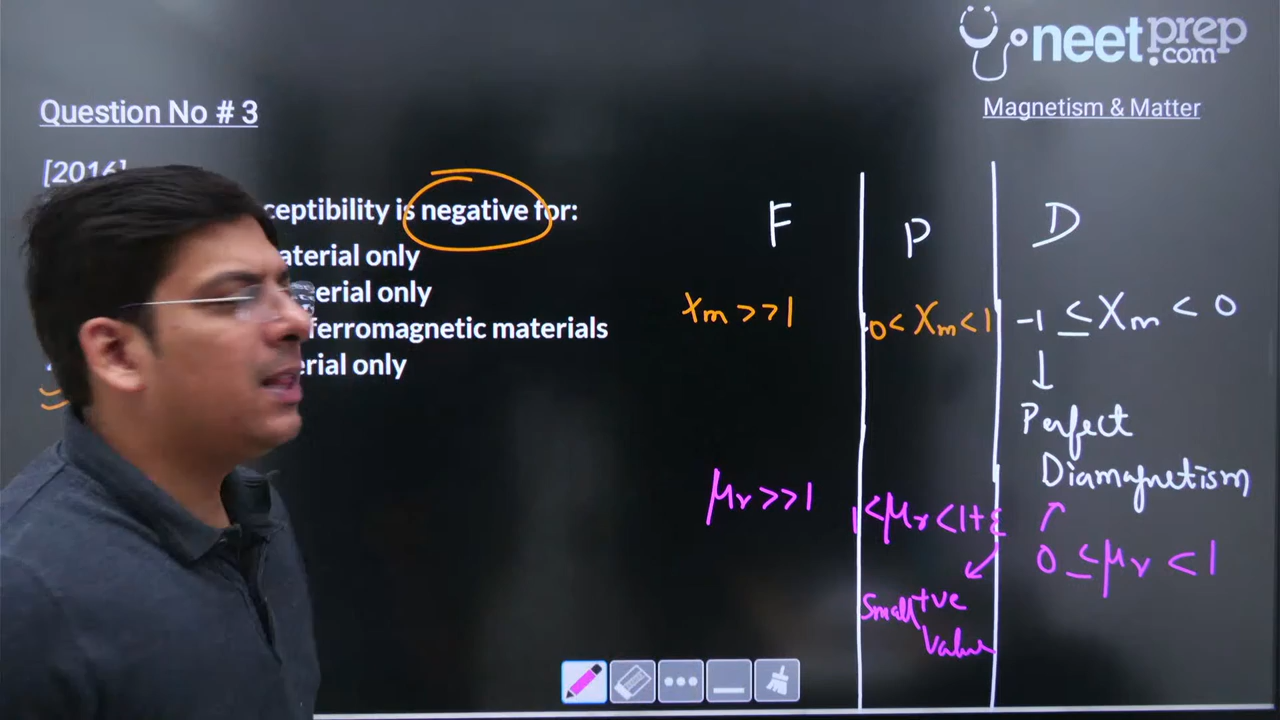 neetprep
.com
Question No # 3
Magnetism & Matter
[2016]
ceptibility is negative for:
aterial only
erial only
ferromagnetic materials
erial only
F P D
χm >> 1
0 < χm < 1
-1 ≤ χm < 0
Perfect
Diamagnetism
μr >> 1
1 < μr < 1 + ε
0 ≤ μr < 1
Small +ve
Value